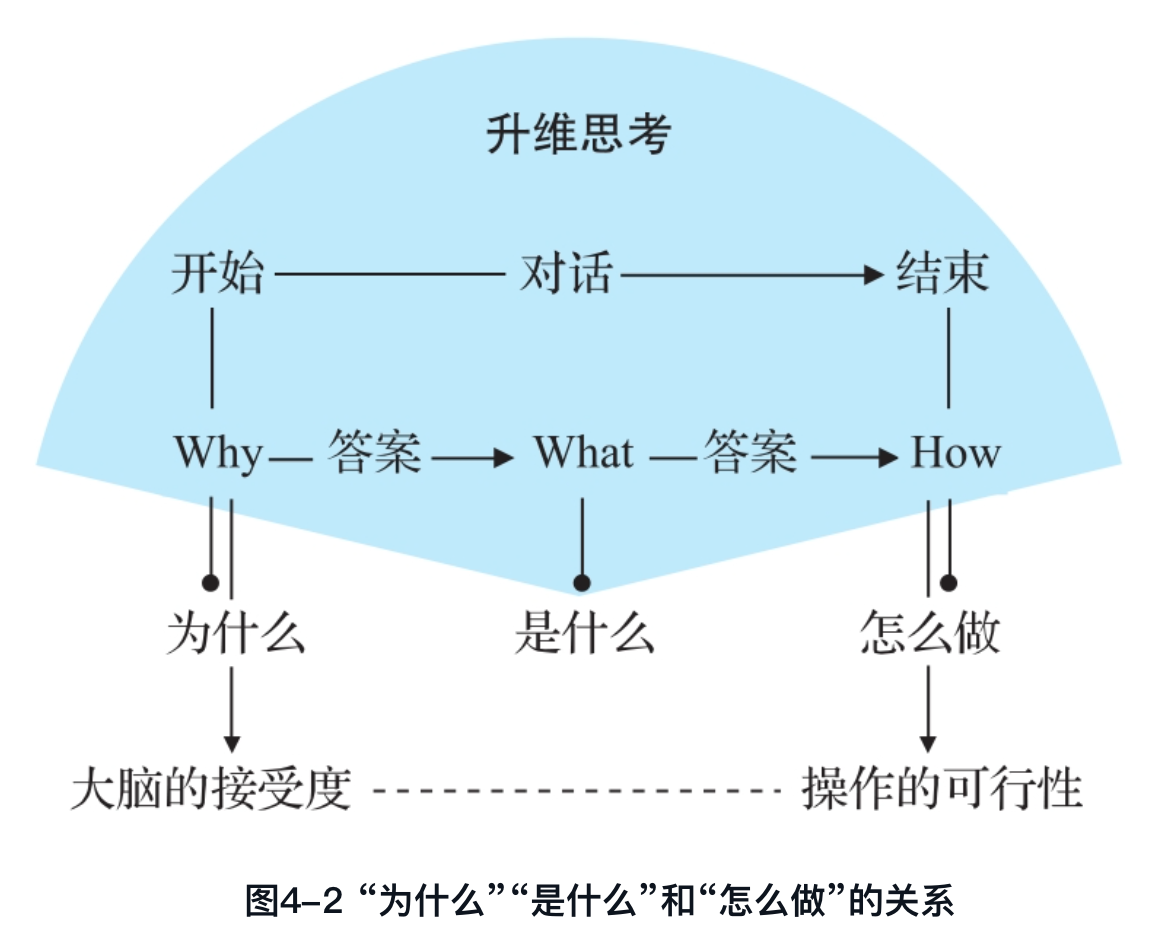 升维思考
开始 对话 结束
Why 答案 What 答案 How
为什么 是什么 怎么做
大脑的接受度 操作的可行性
图4-2 “为什么”“是什么”和“怎么做”的关系